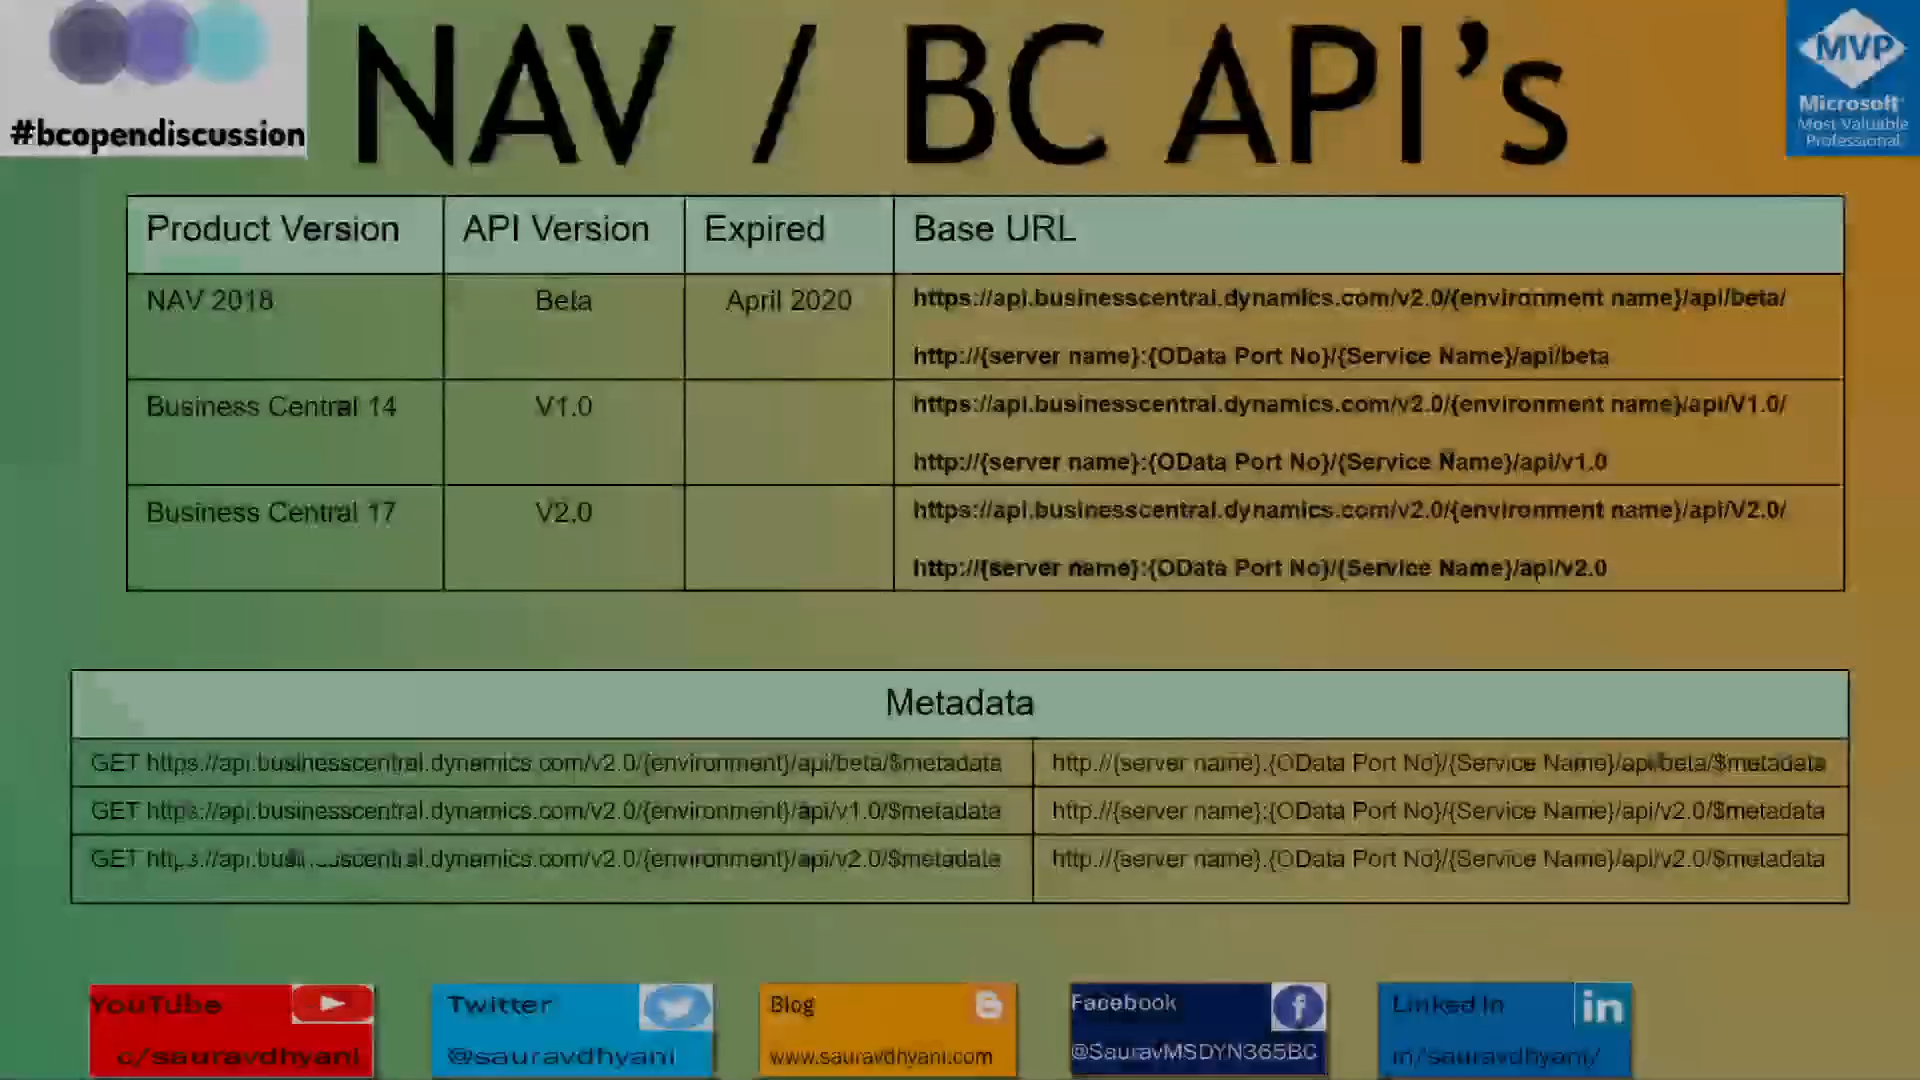 #bcopendiscussion
NAV / BC API's
MVP
Microsoft
Most Valuable
Professional
Product Version API Version Expired Base URL
NAV 2018 Beta April 2020 https://api.businesscentral.dynamics.com/v2.0/{environment name}/api/beta/
http://{server name}:{OData Port No}/{Service Name}/api/beta
Business Central 14 V1.0 https://api.businesscentral.dynamics.com/v2.0/{environment name}/api/V1.0/
http://{server name}:{OData Port No}/{Service Name}/api/v1.0
Business Central 17 V2.0 https://api.businesscentral.dynamics.com/v2.0/{environment name}/api/V2.0/
http://{server name}:{OData Port No}/{Service Name}/api/v2.0
Metadata
GET https://api.businesscentral.dynamics.com/v2.0/{environment}/api/beta/$metadata http://{server name}:{OData Port No}/{Service Name}/api/beta/$metadata
GET https://api.businesscentral.dynamics.com/v2.0/{environment}/api/v1.0/$metadata http://{server name}:{OData Port No}/{Service Name}/api/v2.0/$metadata
GET https://api.businesscentral.dynamics.com/v2.0/{environment}/api/v2.0/$metadata http://{server name}:{OData Port No}/{Service Name}/api/v2.0/$metadata
YouTube
c/sauravdhyani
Twitter
@sauravdhyani
Blog
www.sauravdhyani.com
Facebook
@SauravMSDYN365BC
Linked In
in/sauravdhyani/